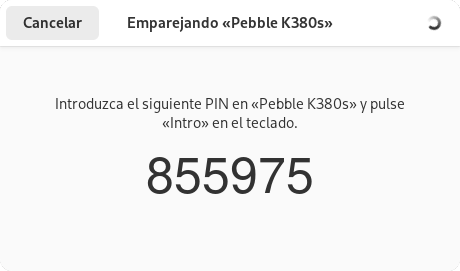 Cancelar
Emparejando «Pebble K380s»
Introduzca el siguiente PIN en «Pebble K380s» y pulse
«Intro» en el teclado.
855975